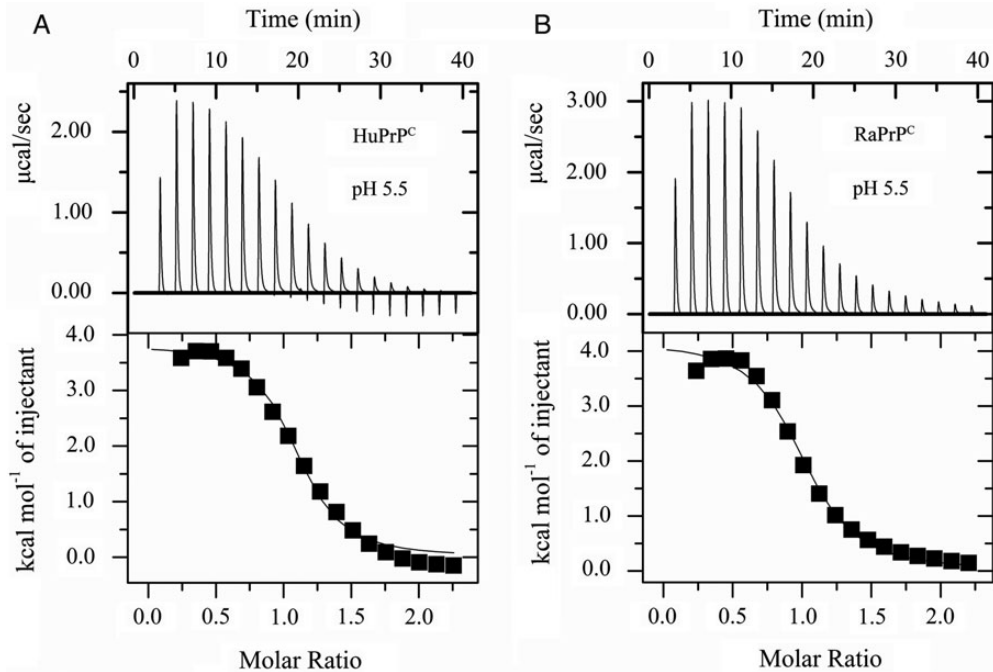 A
Time (min)
0 10 20 30 40
µcal/sec
2.00
1.00
0.00
HuPrPᶜ
pH 5.5
kcal mol⁻¹ of injectant
4.0
3.0
2.0
1.0
0.0
0.0 0.5 1.0 1.5 2.0
Molar Ratio
B
Time (min)
0 10 20 30 40
µcal/sec
3.00
2.00
1.00
0.00
RaPrPᶜ
pH 5.5
kcal mol⁻¹ of injectant
4.0
3.0
2.0
1.0
0.0
0.0 0.5 1.0 1.5 2.0
Molar Ratio